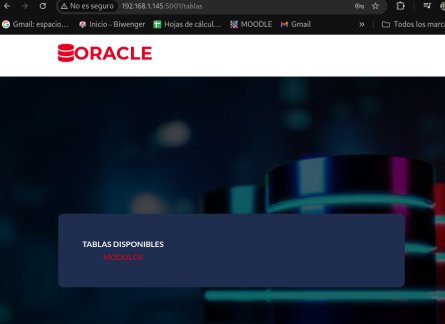 No es seguro 192.168.1.145:5001/tablas
Gmail: espacio... Inicio - Biwenger Hojas de cálcul... MOODLE Gmail » Todos los marc
ORACLE
TABLAS DISPONIBLES
MODULOS